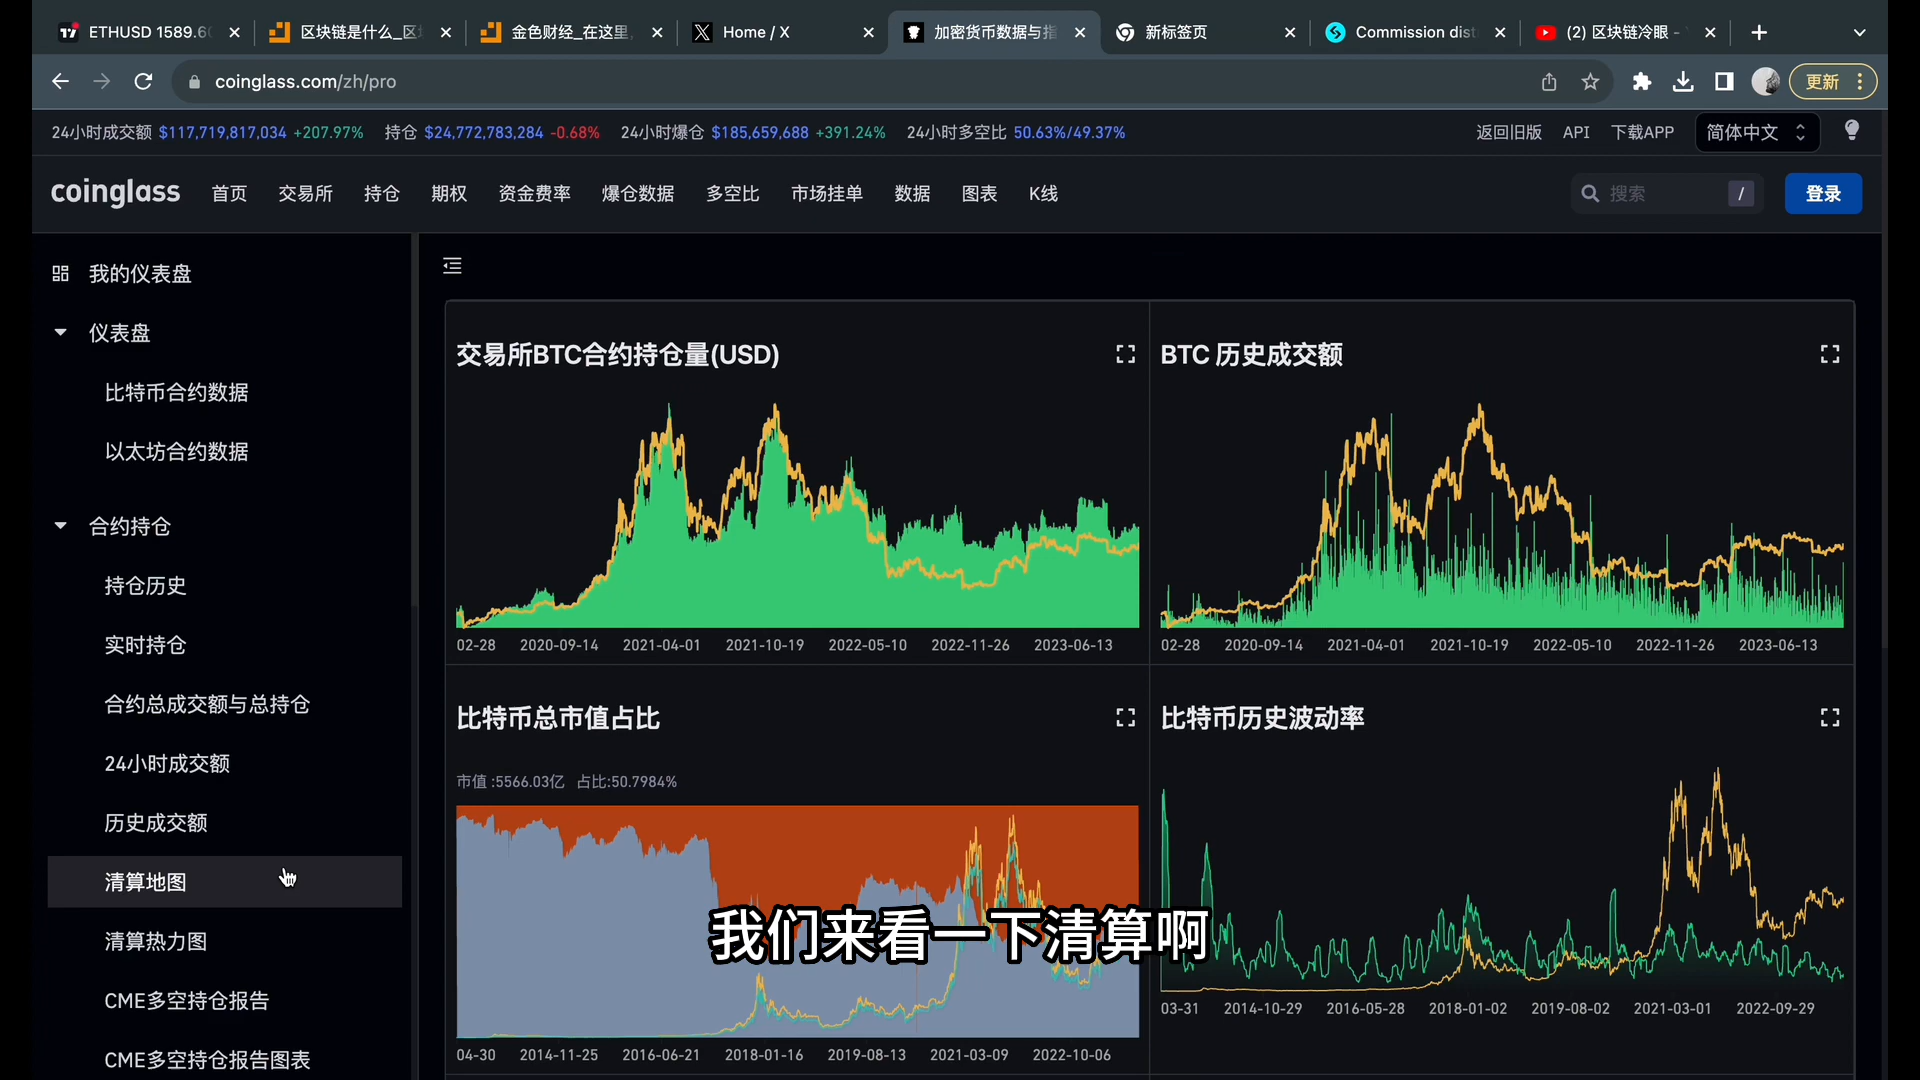 ETHUSD 1589.6
区块链是什么_区
金色财经_在这里,
Home / X
加密货币数据与指
新标签页
Commission dist
(2) 区块链冷眼 -
coinglass.com/zh/pro
更新
24小时成交额 $117,719,817,034 +207.97% 持仓 $24,772,783,284 -0.68% 24小时爆仓 $185,659,688 +391.24% 24小时多空比 50.63%/49.37%
返回旧版 API 下载APP 简体中文
coinglass 首页 交易所 持仓 期权 资金费率 爆仓数据 多空比 市场挂单 数据 图表 K线
搜索 /
登录
我的仪表盘
仪表盘
比特币合约数据
以太坊合约数据
合约持仓
持仓历史
实时持仓
合约总成交额与总持仓
24小时成交额
历史成交额
清算地图
清算热力图
CME多空持仓报告
CME多空持仓报告图表
交易所BTC合约持仓量(USD)
02-28 2020-09-14 2021-04-01 2021-10-19 2022-05-10 2022-11-26 2023-06-13
BTC 历史成交额
02-28 2020-09-14 2021-04-01 2021-10-19 2022-05-10 2022-11-26 2023-06-13
比特币总市值占比
市值 :5566.03亿 占比:50.7984%
04-30 2014-11-25 2016-06-21 2018-01-16 2019-08-13 2021-03-09 2022-10-06
比特币历史波动率
03-31 2014-10-29 2016-05-28 2018-01-02 2019-08-02 2021-03-01 2022-09-29
我们来看一下清算啊